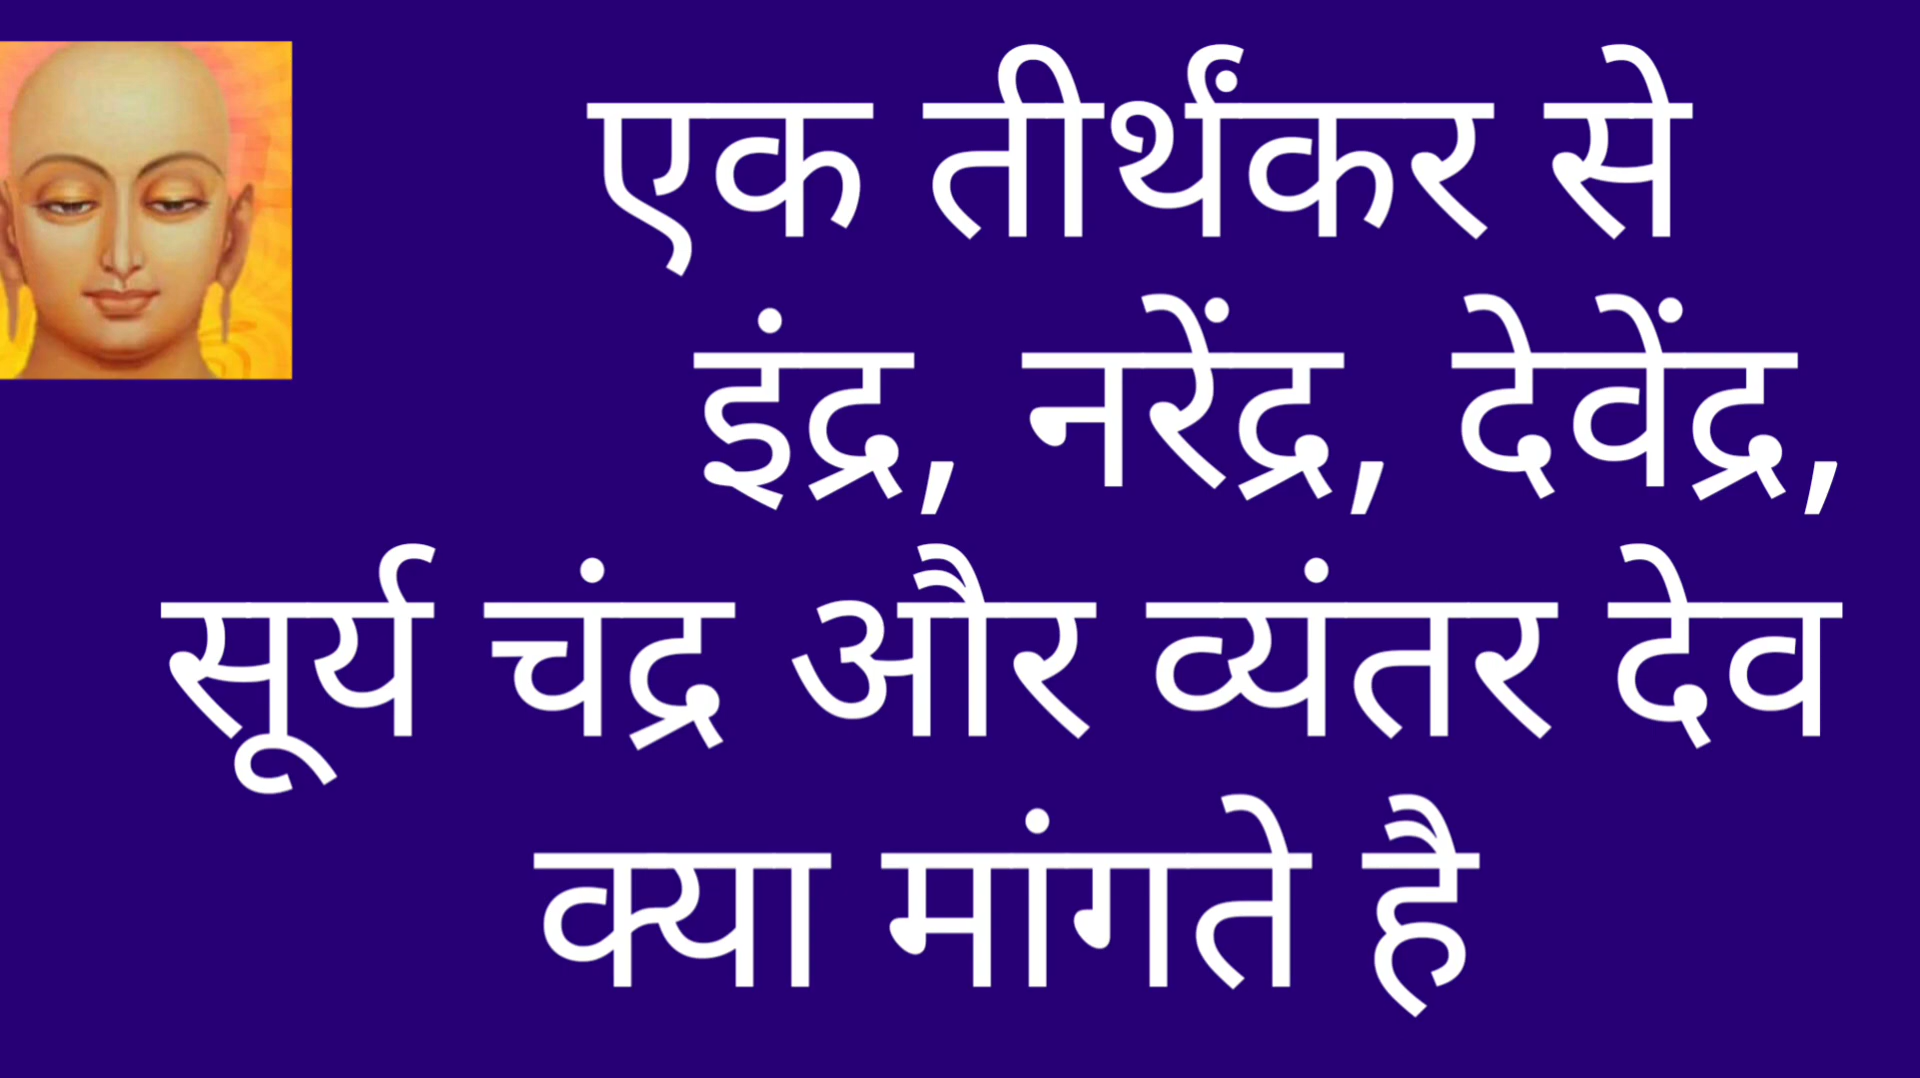 एक तीर्थंकर से
इंद्र, नरेंद्र, देवेंद्र,
सूर्य चंद्र और व्यंतर देव
क्या मांगते है